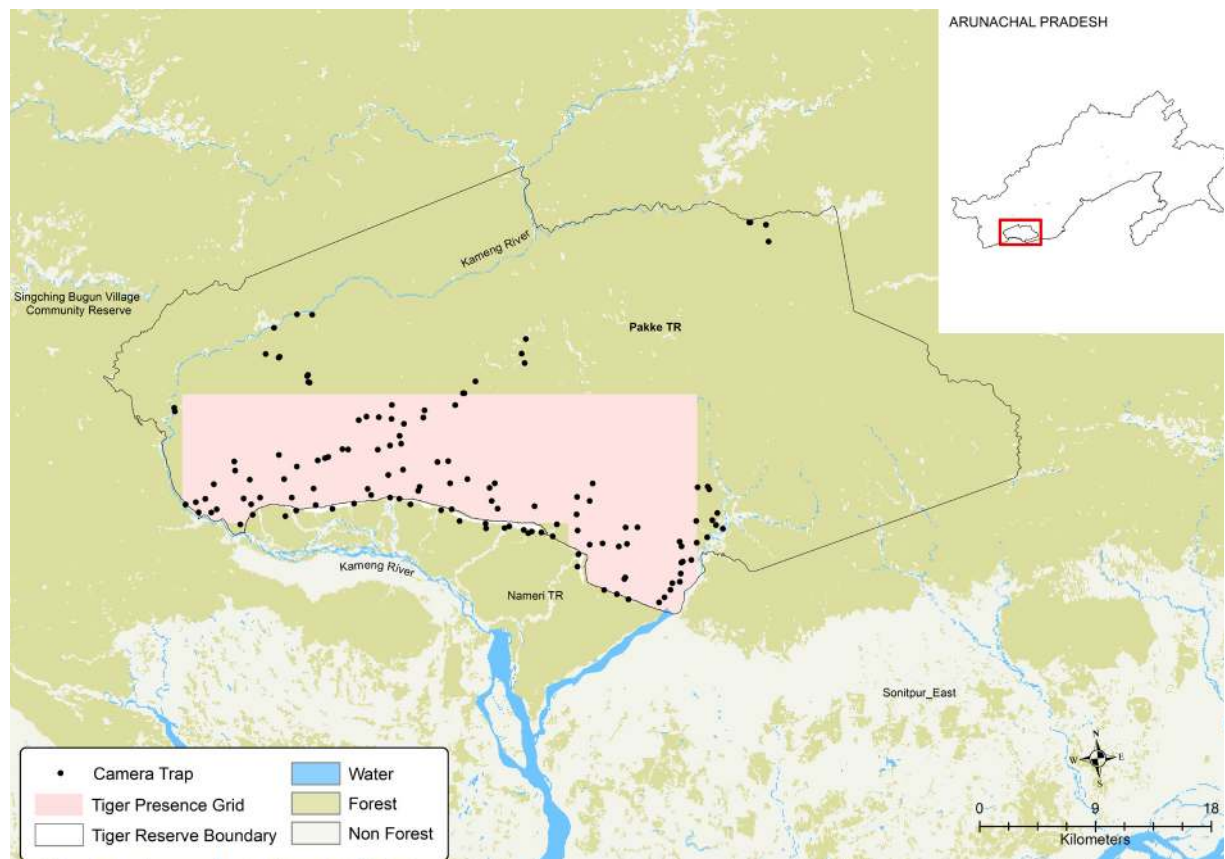 ARUNACHAL PRADESH
Kameng River
Singching Bugun Village
Community Reserve
Pakke TR
Kameng River
Nameri TR
Sonitpur_East
Camera Trap
Tiger Presence Grid
Tiger Reserve Boundary
Water
Forest
Non Forest
N
W E
S
0 9 18
Kilometers